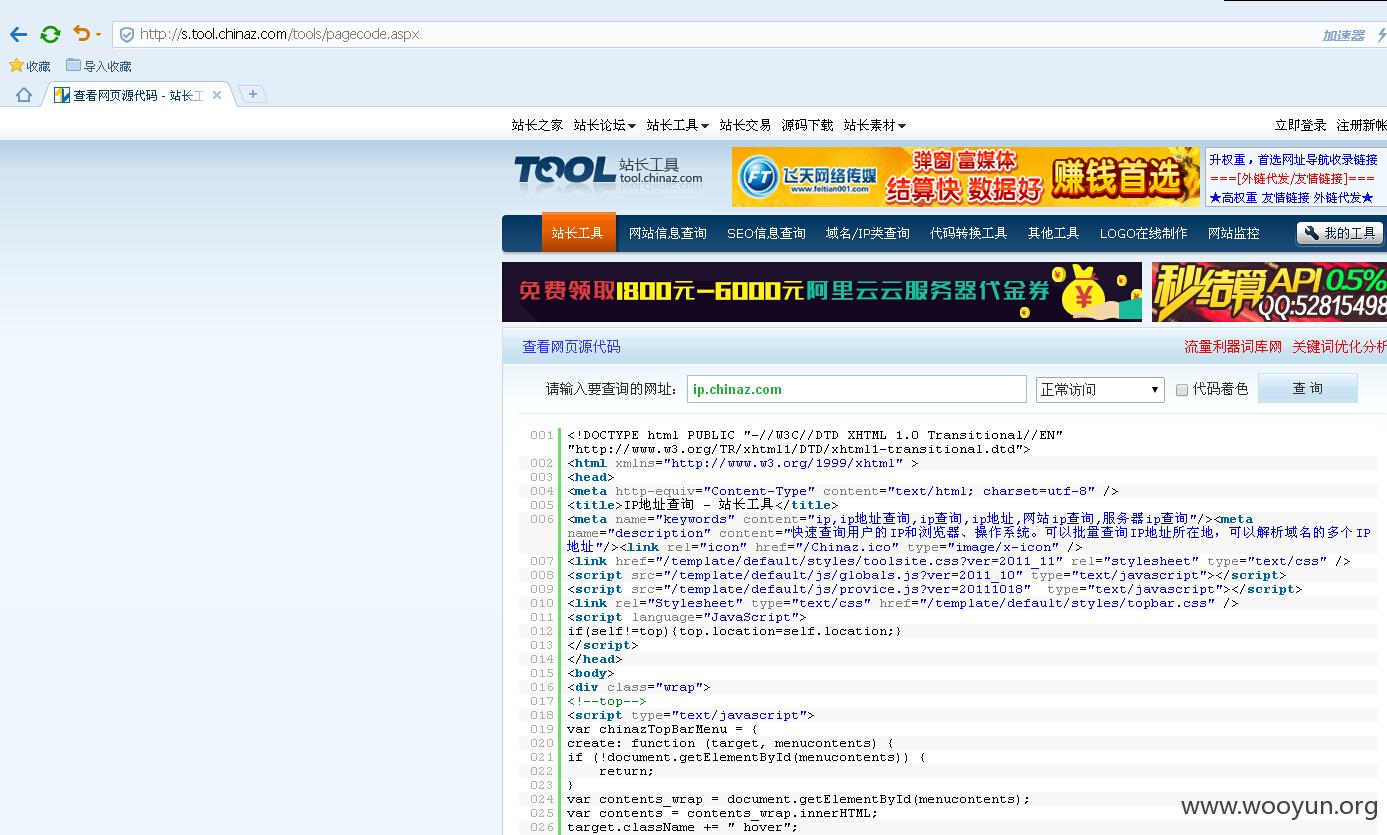 http://s.tool.chinaz.com/tools/pagecode.aspx
加速器
收藏 导入收藏
查看网页源代码 - 站长工
站长之家 站长论坛 站长工具 站长交易 源码下载 站长素材 立即登录 注册新帐
TOOL 站长工具 tool.chinaz.com
FT 飞天网络传媒 www.feitian001.com 弹窗 富媒体 结算快 数据好 赚钱首选
升权重，首选网址导航收录链接
===[外链代发/友情链接]===
★高权重 友情链接 外链代发★
站长工具 网站信息查询 SEO信息查询 域名/IP类查询 代码转换工具 其他工具 LOGO在线制作 网站监控 我的工具
免费领取1800元—6000元阿里云云服务器代金券 ¥
秒结算API 0.5% QQ:52815498
查看网页源代码 流量利器词库网 关键词优化分析
请输入要查询的网址: ip.chinaz.com 正常访问 代码着色 查 询
001 <!DOCTYPE html PUBLIC "-//W3C//DTD XHTML 1.0 Transitional//EN"
"http://www.w3.org/TR/xhtml1/DTD/xhtml1-transitional.dtd">
002 <html xmlns="http://www.w3.org/1999/xhtml" >
003 <head>
004 <meta http-equiv="Content-Type" content="text/html; charset=utf-8" />
005 <title>IP地址查询 - 站长工具</title>
006 <meta name="keywords" content="ip,ip地址查询,ip查询,ip地址,网站ip查询,服务器ip查询"/><meta
name="description" content="快速查询用户的IP和浏览器、操作系统。可以批量查询IP地址所在地，可以解析域名的多个IP
地址"/><link rel="icon" href="/Chinaz.ico" type="image/x-icon" />
007 <link href="/template/default/styles/toolsite.css?ver=2011_11" rel="stylesheet" type="text/css" />
008 <script src="/template/default/js/globals.js?ver=2011_10" type="text/javascript"></script>
009 <script src="/template/default/js/provice.js?ver=20111018" type="text/javascript"></script>
010 <link rel="Stylesheet" type="text/css" href="/template/default/styles/topbar.css" />
011 <script language="JavaScript">
012 if(self!=top){top.location=self.location;}
013 </script>
014 </head>
015 <body>
016 <div class="wrap">
017 <!--top-->
018 <script type="text/javascript">
019 var chinazTopBarMenu = {
020 create: function (target, menucontents) {
021 if (!document.getElementById(menucontents)) {
022 return;
023 }
024 var contents_wrap = document.getElementById(menucontents);
025 var contents = contents_wrap.innerHTML;
026 target.className += " hover";
www.wooyun.org